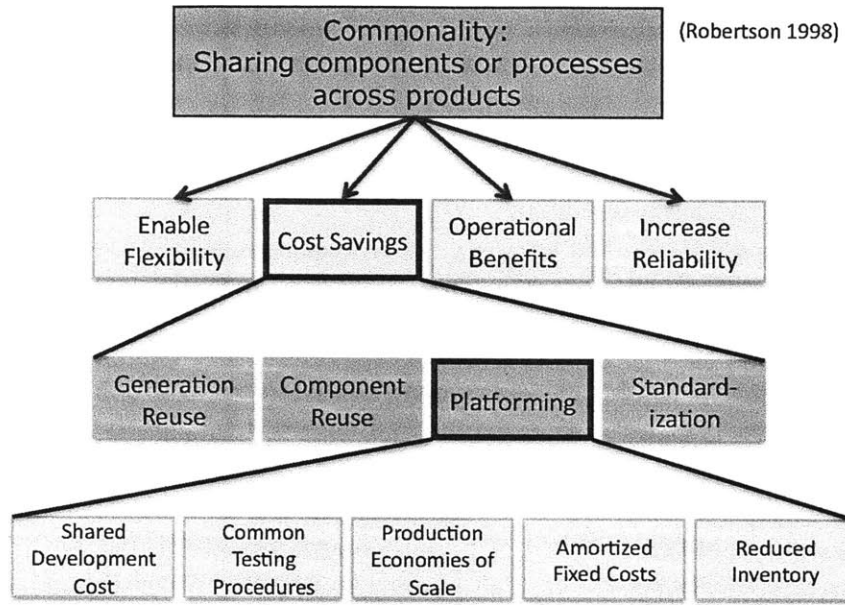 Commonality:
Sharing components or processes
across products
(Robertson 1998)
Enable
Flexibility
Cost Savings
Operational
Benefits
Increase
Reliability
Generation
Reuse
Component
Reuse
Platforming
Standard-
ization
Shared
Development
Cost
Common
Testing
Procedures
Production
Economies of
Scale
Amortized
Fixed Costs
Reduced
Inventory